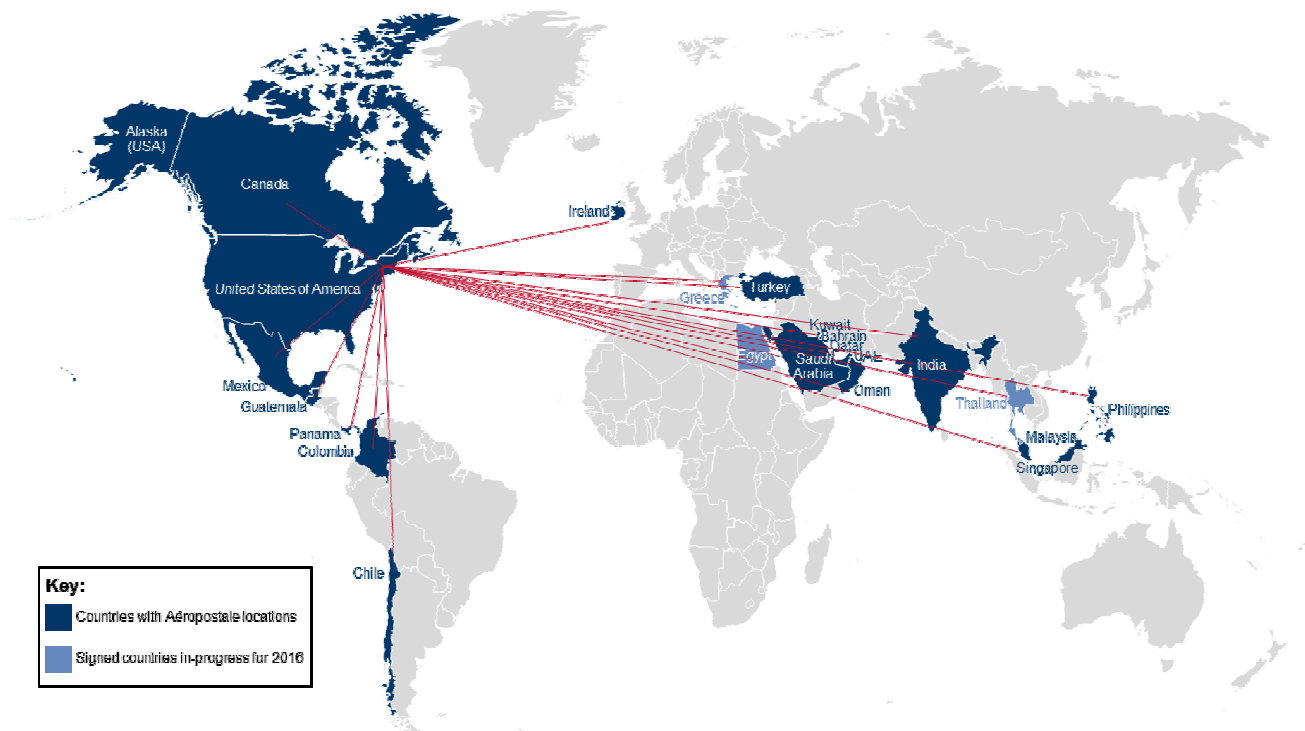 Alaska
(USA)
Canada
Ireland
United States of America
Turkey
Greece
Kuwait
Bahrain
Qatar
UAE
Egypt
Saudi
Arabia
India
Oman
Mexico
Guatemala
Thailand
Philippines
Panama
Colombia
Malaysia
Singapore
Chile
Key:
Countries with Aéropostale locations
Signed countries in-progress for 2016